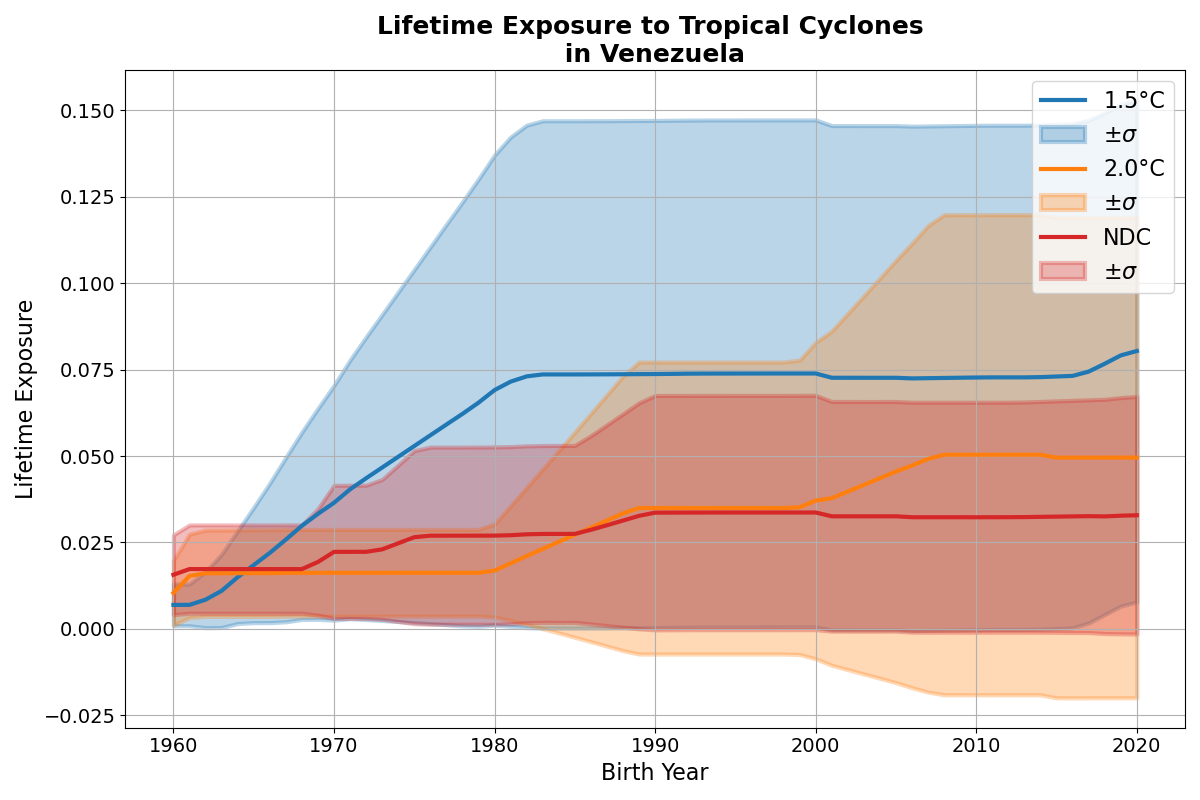 Lifetime Exposure to Tropical Cyclones
in Venezuela
0.150
0.125
0.100
0.075
0.050
0.025
0.000
−0.025
Lifetime Exposure
1960
1970
1980
1990
2000
2010
2020
Birth Year
1.5°C
±σ
2.0°C
±σ
NDC
±σ